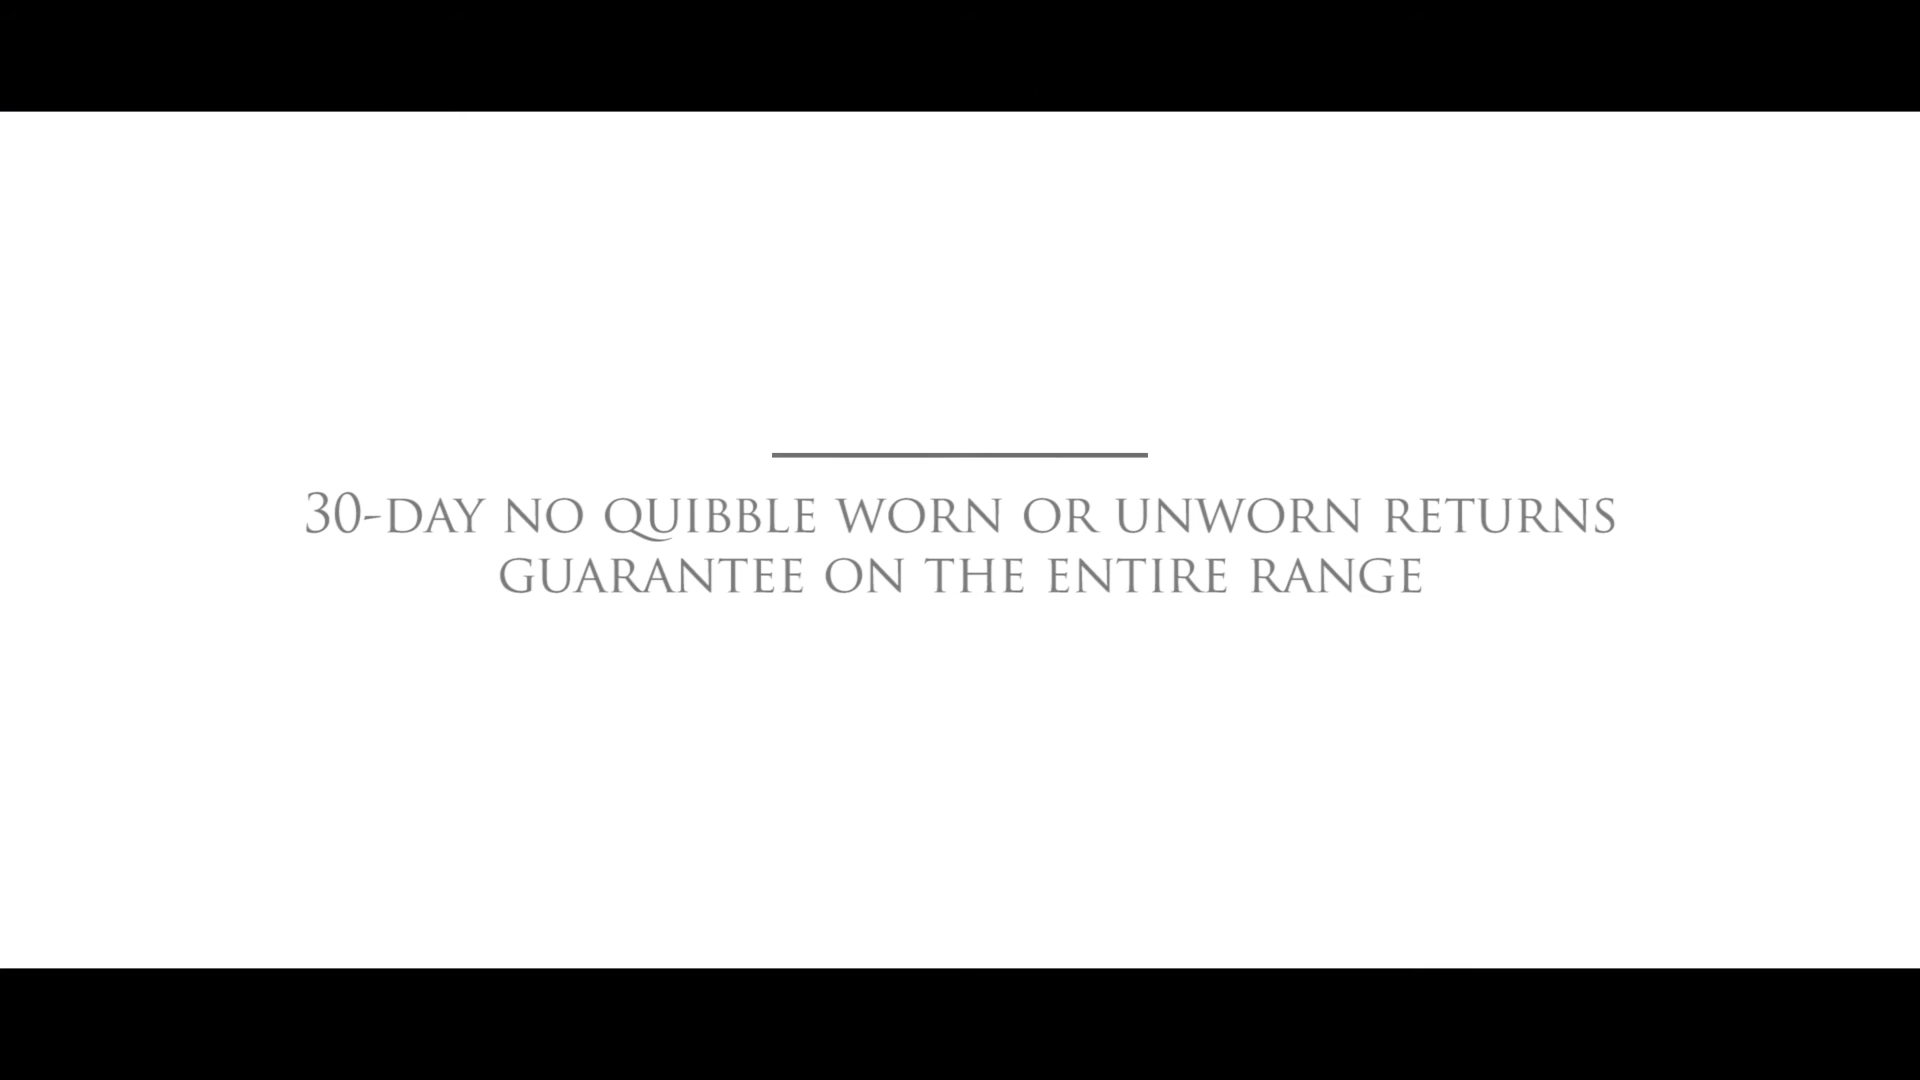 30-DAY NO QUIBBLE WORN OR UNWORN RETURNS
GUARANTEE ON THE ENTIRE RANGE